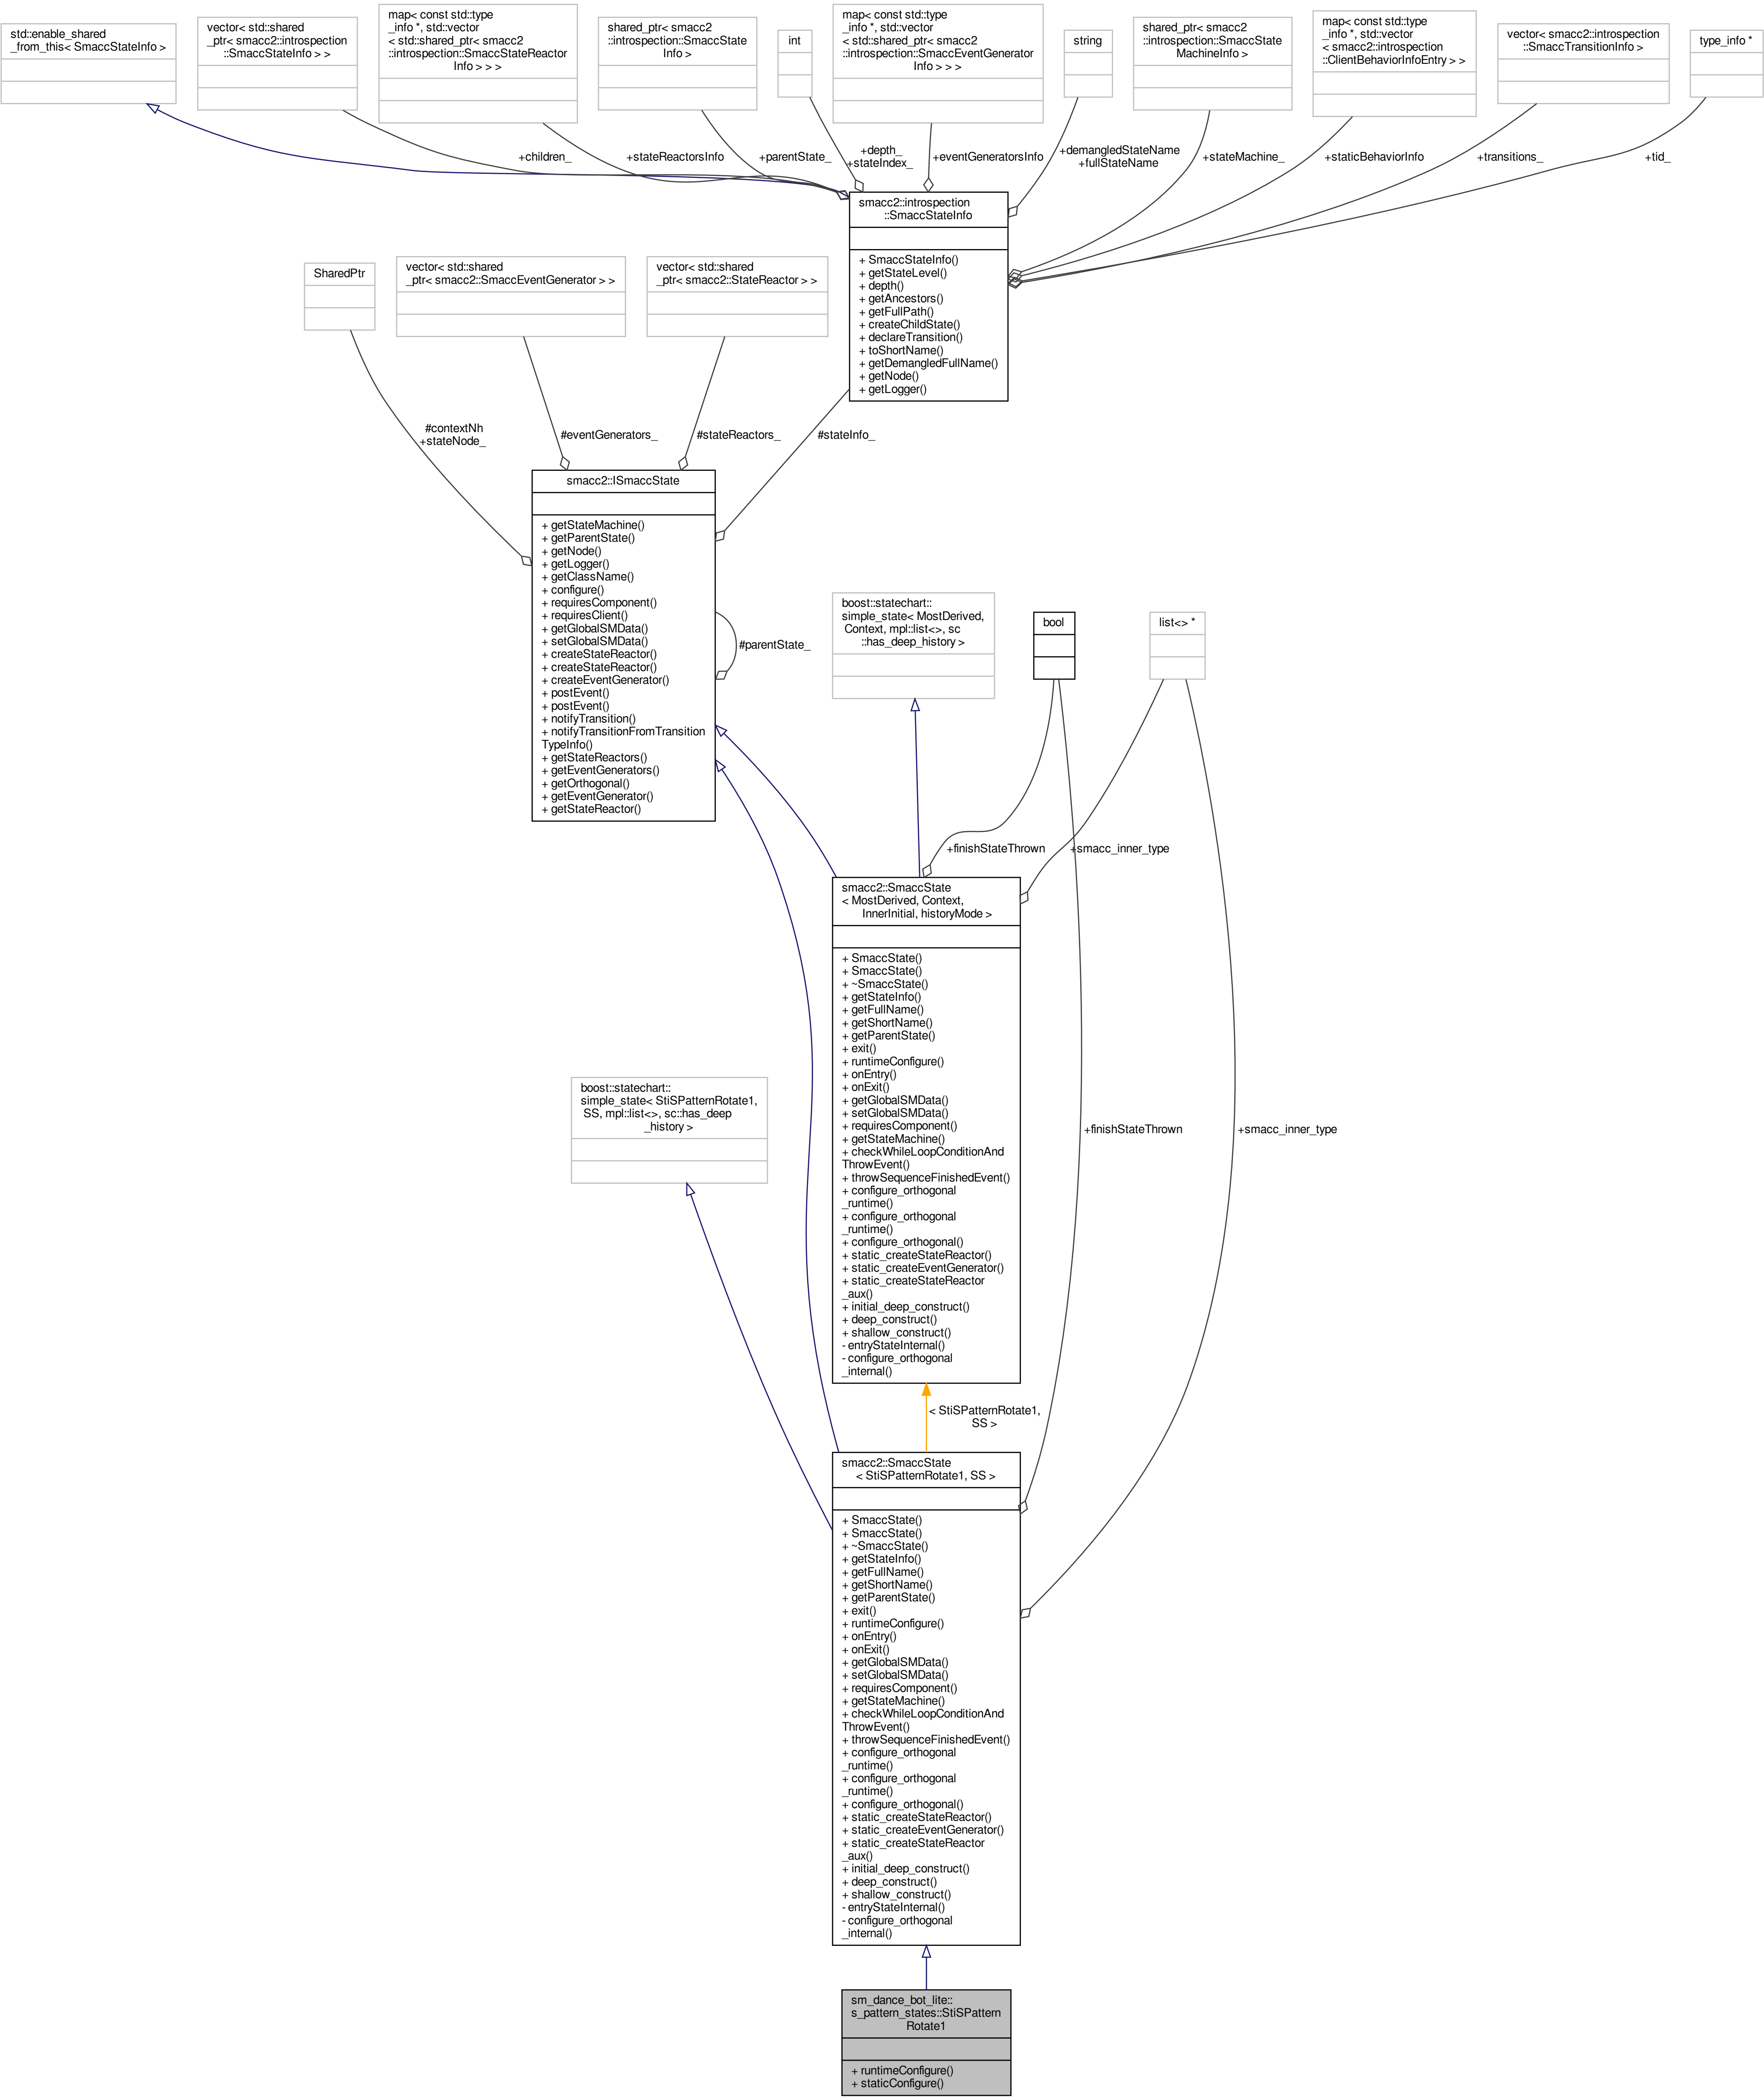 std::enable_shared
_from_this< SmaccStateInfo >
vector< std::shared
_ptr< smacc2::introspection
::SmaccStateInfo > >
map< const std::type
_info *, std::vector
< std::shared_ptr< smacc2
::introspection::SmaccStateReactor
Info > > >
shared_ptr< smacc2
::introspection::SmaccState
Info >
int
map< const std::type
_info *, std::vector
< std::shared_ptr< smacc2
::introspection::SmaccEventGenerator
Info > > >
string
shared_ptr< smacc2
::introspection::SmaccState
MachineInfo >
map< const std::type
_info *, std::vector
< smacc2::introspection
::ClientBehaviorInfoEntry > >
vector< smacc2::introspection
::SmaccTransitionInfo >
type_info *
+children_
+stateReactorsInfo
+parentState_
+depth_
+stateIndex_
+eventGeneratorsInfo
+demangledStateName
+fullStateName
+stateMachine_
+staticBehaviorInfo
+transitions_
+tid_
smacc2::introspection
::SmaccStateInfo
+ SmaccStateInfo()
+ getStateLevel()
+ depth()
+ getAncestors()
+ getFullPath()
+ createChildState()
+ declareTransition()
+ toShortName()
+ getDemangledFullName()
+ getNode()
+ getLogger()
SharedPtr
vector< std::shared
_ptr< smacc2::SmaccEventGenerator > >
vector< std::shared
_ptr< smacc2::StateReactor > >
#contextNh
+stateNode_
#eventGenerators_
#stateReactors_
#stateInfo_
smacc2::ISmaccState
+ getStateMachine()
+ getParentState()
+ getNode()
+ getLogger()
+ getClassName()
+ configure()
+ requiresComponent()
+ requiresClient()
+ getGlobalSMData()
+ setGlobalSMData()
+ createStateReactor()
+ createStateReactor()
+ createEventGenerator()
+ postEvent()
+ postEvent()
+ notifyTransition()
+ notifyTransitionFromTransition
TypeInfo()
+ getStateReactors()
+ getEventGenerators()
+ getOrthogonal()
+ getEventGenerator()
+ getStateReactor()
#parentState_
boost::statechart::
simple_state< MostDerived,
Context, mpl::list<>, sc
::has_deep_history >
bool
list<> *
+finishStateThrown
+smacc_inner_type
smacc2::SmaccState
< MostDerived, Context,
InnerInitial, historyMode >
+ SmaccState()
+ SmaccState()
+ ~SmaccState()
+ getStateInfo()
+ getFullName()
+ getShortName()
+ getParentState()
+ exit()
+ runtimeConfigure()
+ onEntry()
+ onExit()
+ getGlobalSMData()
+ setGlobalSMData()
+ requiresComponent()
+ getStateMachine()
+ checkWhileLoopConditionAnd
ThrowEvent()
+ throwSequenceFinishedEvent()
+ configure_orthogonal
_runtime()
+ configure_orthogonal
_runtime()
+ configure_orthogonal()
+ static_createStateReactor()
+ static_createEventGenerator()
+ static_createStateReactor
_aux()
+ initial_deep_construct()
+ deep_construct()
+ shallow_construct()
- entryStateInternal()
- configure_orthogonal
_internal()
boost::statechart::
simple_state< StiSPatternRotate1,
SS, mpl::list<>, sc::has_deep
_history >
+finishStateThrown
+smacc_inner_type
< StiSPatternRotate1,
SS >
smacc2::SmaccState
< StiSPatternRotate1, SS >
+ SmaccState()
+ SmaccState()
+ ~SmaccState()
+ getStateInfo()
+ getFullName()
+ getShortName()
+ getParentState()
+ exit()
+ runtimeConfigure()
+ onEntry()
+ onExit()
+ getGlobalSMData()
+ setGlobalSMData()
+ requiresComponent()
+ getStateMachine()
+ checkWhileLoopConditionAnd
ThrowEvent()
+ throwSequenceFinishedEvent()
+ configure_orthogonal
_runtime()
+ configure_orthogonal
_runtime()
+ configure_orthogonal()
+ static_createStateReactor()
+ static_createEventGenerator()
+ static_createStateReactor
_aux()
+ initial_deep_construct()
+ deep_construct()
+ shallow_construct()
- entryStateInternal()
- configure_orthogonal
_internal()
sm_dance_bot_lite::
s_pattern_states::StiSPattern
Rotate1
+ runtimeConfigure()
+ staticConfigure()